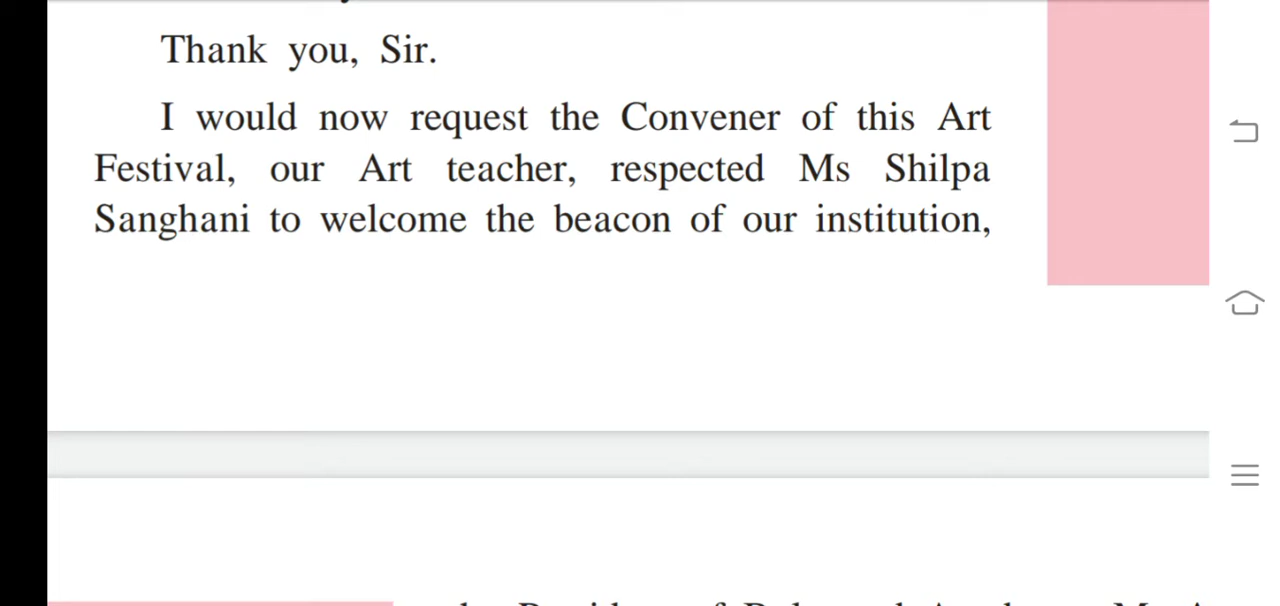 Thank you, Sir.
I would now request the Convener of this Art
Festival, our Art teacher, respected Ms Shilpa
Sanghani to welcome the beacon of our institution,